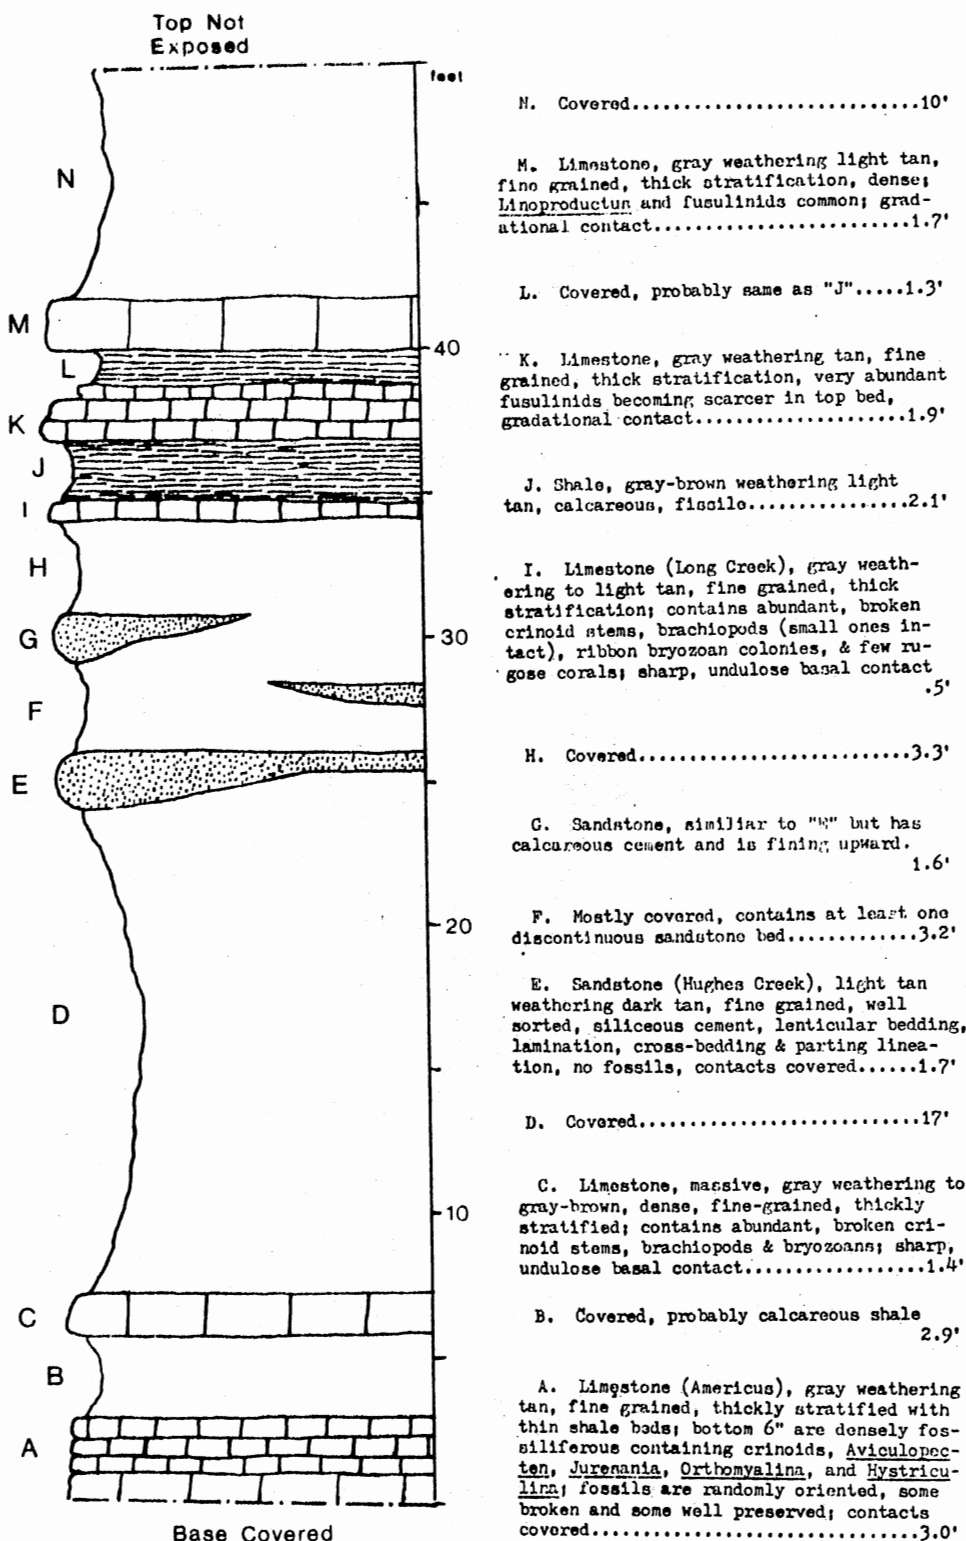 Top Not
Exposed
feet
N
M
40
L
K
J
I
H
G
30
F
E
20
D
10
C
B
A
Base Covered
N. Covered............................10'
M. Limestone, gray weathering light tan,
fine grained, thick stratification, dense;
Linoproductus and fusulinids common; grad-
ational contact.........................1.7'
L. Covered, probably same as "J".....1.3'
K. Limestone, gray weathering tan, fine
grained, thick stratification, very abundant
fusulinids becoming scarcer in top bed,
gradational contact.....................1.9'
J. Shale, gray-brown weathering light
tan, calcareous, fissile................2.1'
I. Limestone (Long Creek), gray weath-
ering to light tan, fine grained, thick
stratification; contains abundant, broken
crinoid stems, brachiopods (small ones in-
tact), ribbon bryozoan colonies, & few ru-
gose corals; sharp, undulose basal contact
.5'
H. Covered...........................3.3'
G. Sandstone, similiar to "E" but has
calcareous cement and is fining upward.
1.6'
F. Mostly covered, contains at least one
discontinuous sandstone bed.............3.2'
E. Sandstone (Hughes Creek), light tan
weathering dark tan, fine grained, well
sorted, siliceous cement, lenticular bedding,
lamination, cross-bedding & parting linea-
tion, no fossils, contacts covered......1.7'
D. Covered............................17'
C. Limestone, massive, gray weathering to
gray-brown, dense, fine-grained, thickly
stratified; contains abundant, broken cri-
noid stems, brachiopods & bryozoans; sharp,
undulose basal contact..................1.4'
B. Covered, probably calcareous shale
2.9'
A. Limestone (Americus), gray weathering
tan, fine grained, thickly stratified with
thin shale beds; bottom 6" are densely fos-
siliferous containing crinoids, Aviculopec-
ten, Juresania, Orthomyalina, and Hystricu-
lina; fossils are randomly oriented, some
broken and some well preserved; contacts
covered.................................3.0'